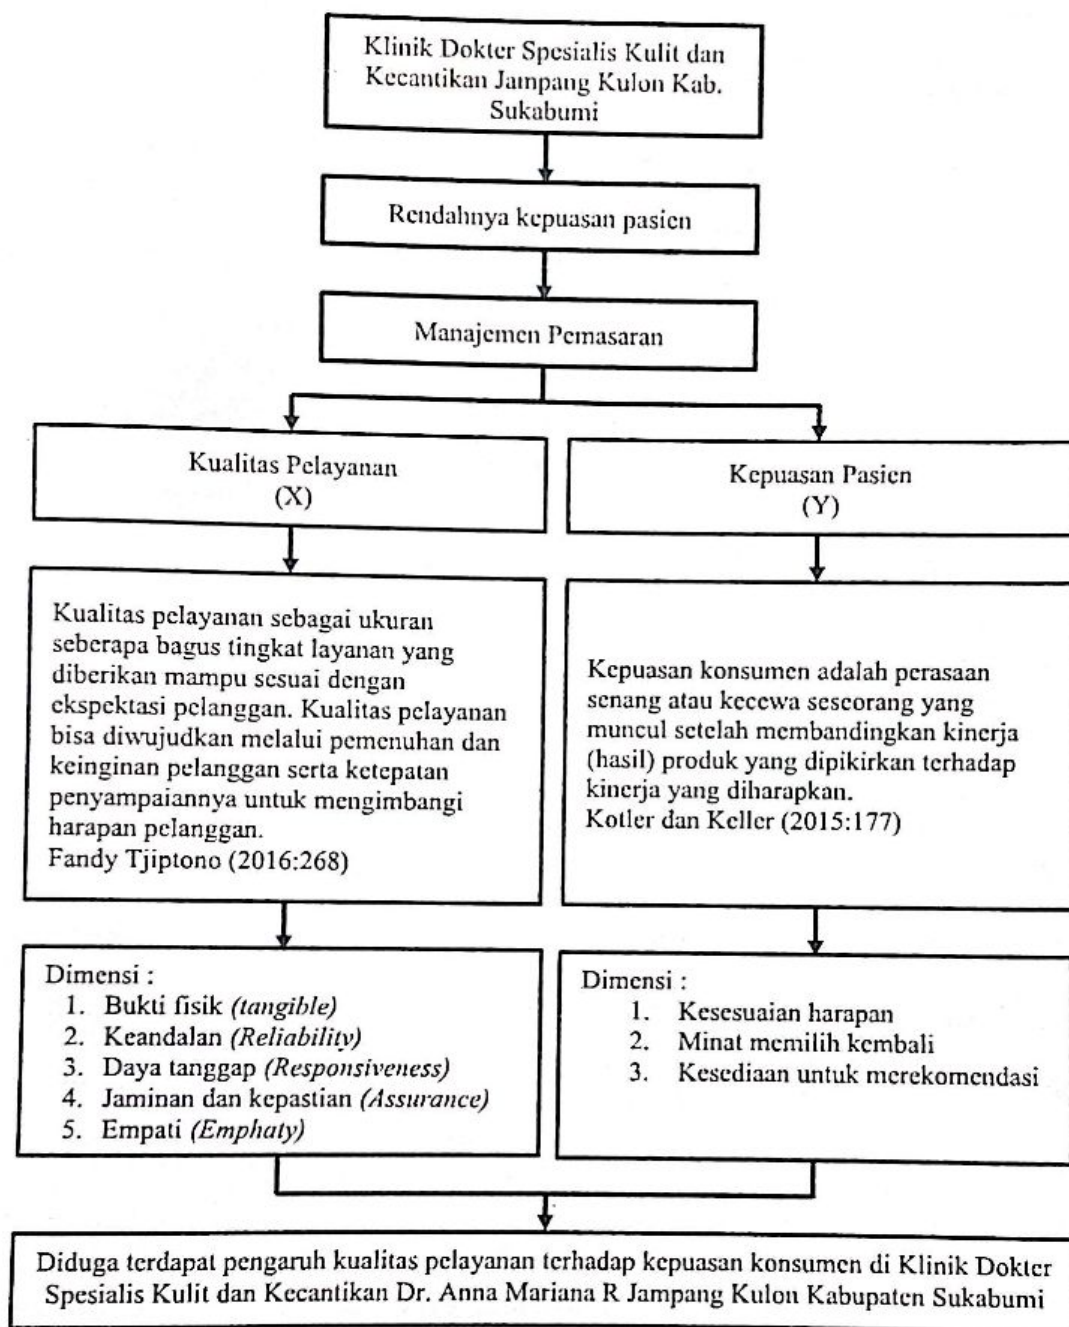 Klinik Dokter Spesialis Kulit dan
Kecantikan Jampang Kulon Kab.
Sukabumi
Rendahnya kepuasan pasien
Manajemen Pemasaran
Kualitas Pelayanan
(X)
Kepuasan Pasien
(Y)
Kualitas pelayanan sebagai ukuran
seberapa bagus tingkat layanan yang
diberikan mampu sesuai dengan
ekspektasi pelanggan. Kualitas pelayanan
bisa diwujudkan melalui pemenuhan dan
keinginan pelanggan serta ketepatan
penyampaiannya untuk mengimbangi
harapan pelanggan.
Fandy Tjiptono (2016:268)
Kepuasan konsumen adalah perasaan
senang atau kecewa seseorang yang
muncul setelah membandingkan kinerja
(hasil) produk yang dipikirkan terhadap
kinerja yang diharapkan.
Kotler dan Keller (2015:177)
Dimensi :
1. Bukti fisik (tangible)
2. Keandalan (Reliability)
3. Daya tanggap (Responsiveness)
4. Jaminan dan kepastian (Assurance)
5. Empati (Emphaty)
Dimensi :
1. Kesesuaian harapan
2. Minat memilih kembali
3. Kesediaan untuk merekomendasi
Diduga terdapat pengaruh kualitas pelayanan terhadap kepuasan konsumen di Klinik Dokter
Spesialis Kulit dan Kecantikan Dr. Anna Mariana R Jampang Kulon Kabupaten Sukabumi